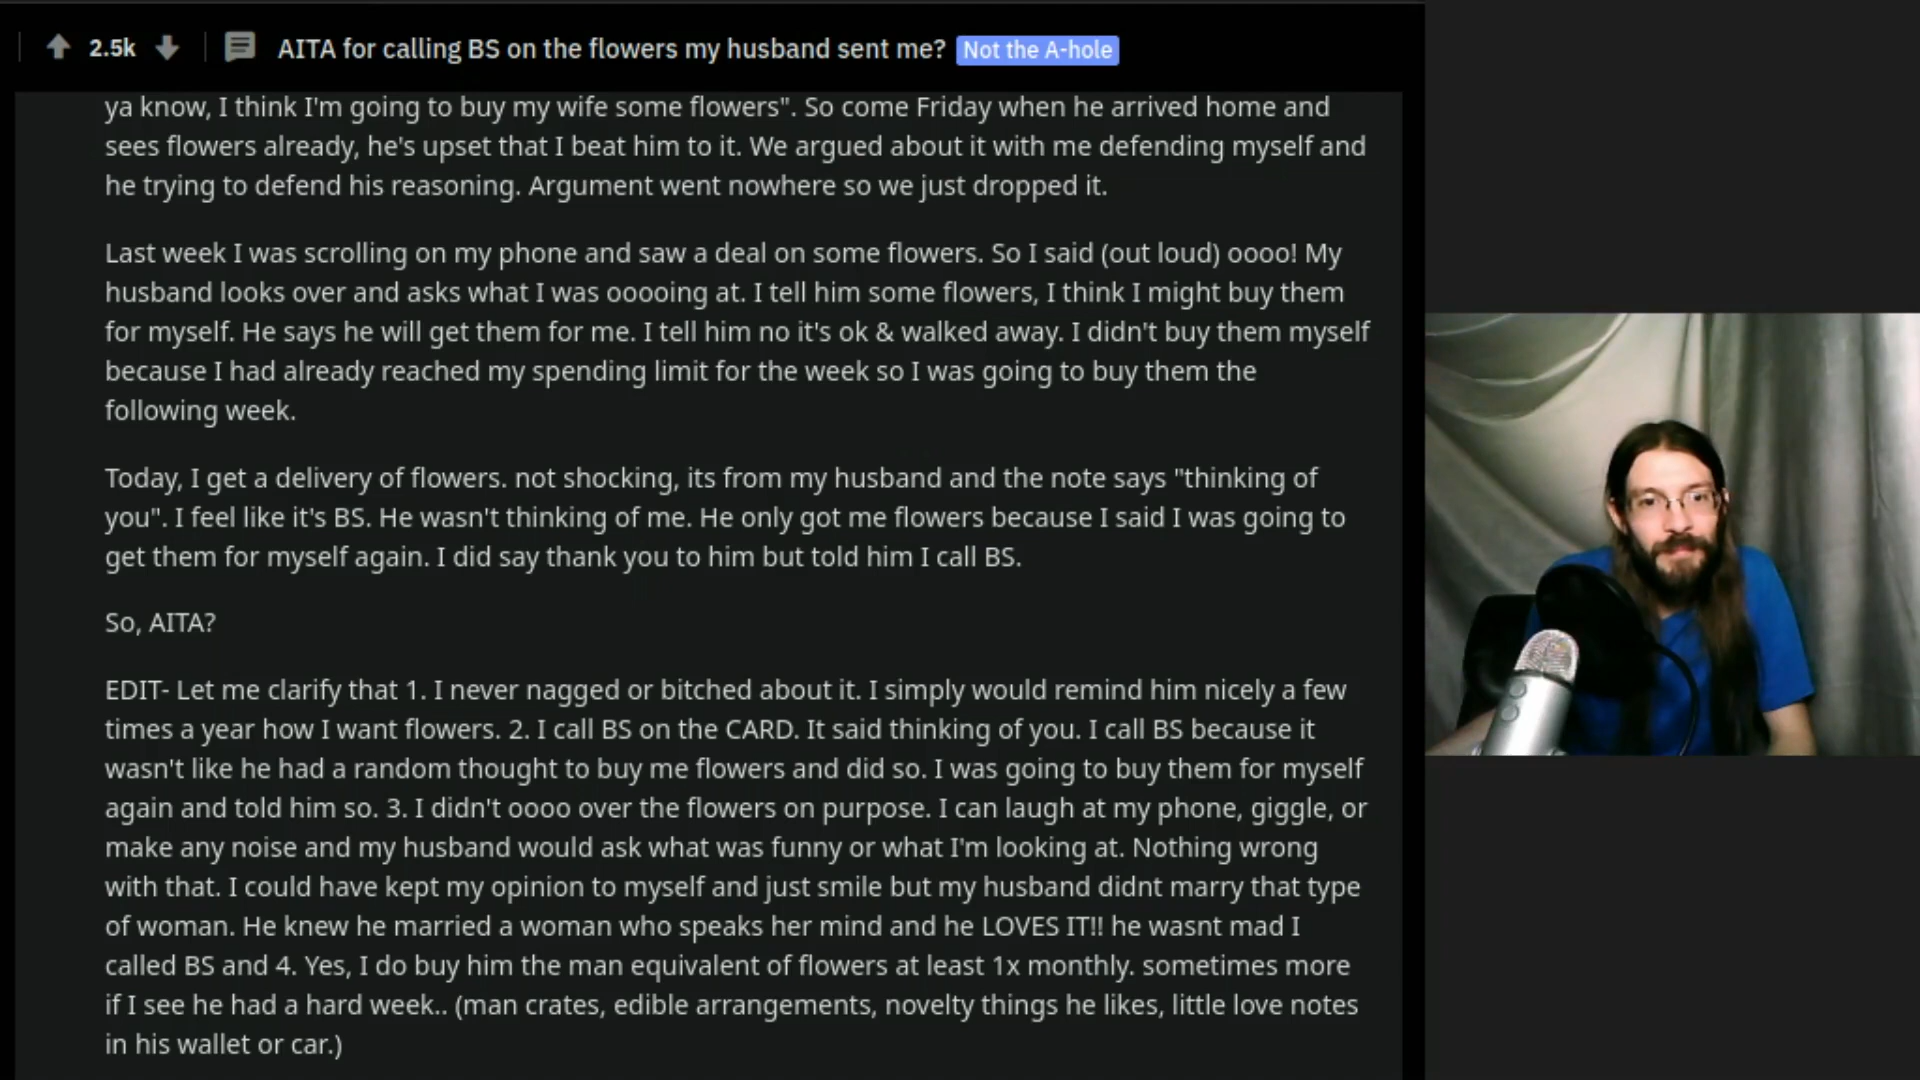 2.5k AITA for calling BS on the flowers my husband sent me? Not the A-hole
ya know, I think I'm going to buy my wife some flowers". So come Friday when he arrived home and
sees flowers already, he's upset that I beat him to it. We argued about it with me defending myself and
he trying to defend his reasoning. Argument went nowhere so we just dropped it.
Last week I was scrolling on my phone and saw a deal on some flowers. So I said (out loud) oooo! My
husband looks over and asks what I was ooooing at. I tell him some flowers, I think I might buy them
for myself. He says he will get them for me. I tell him no it's ok & walked away. I didn't buy them myself
because I had already reached my spending limit for the week so I was going to buy them the
following week.
Today, I get a delivery of flowers. not shocking, its from my husband and the note says "thinking of
you". I feel like it's BS. He wasn't thinking of me. He only got me flowers because I said I was going to
get them for myself again. I did say thank you to him but told him I call BS.
So, AITA?
EDIT- Let me clarify that 1. I never nagged or bitched about it. I simply would remind him nicely a few
times a year how I want flowers. 2. I call BS on the CARD. It said thinking of you. I call BS because it
wasn't like he had a random thought to buy me flowers and did so. I was going to buy them for myself
again and told him so. 3. I didn't oooo over the flowers on purpose. I can laugh at my phone, giggle, or
make any noise and my husband would ask what was funny or what I'm looking at. Nothing wrong
with that. I could have kept my opinion to myself and just smile but my husband didnt marry that type
of woman. He knew he married a woman who speaks her mind and he LOVES IT!! he wasnt mad I
called BS and 4. Yes, I do buy him the man equivalent of flowers at least 1x monthly. sometimes more
if I see he had a hard week.. (man crates, edible arrangements, novelty things he likes, little love notes
in his wallet or car.)